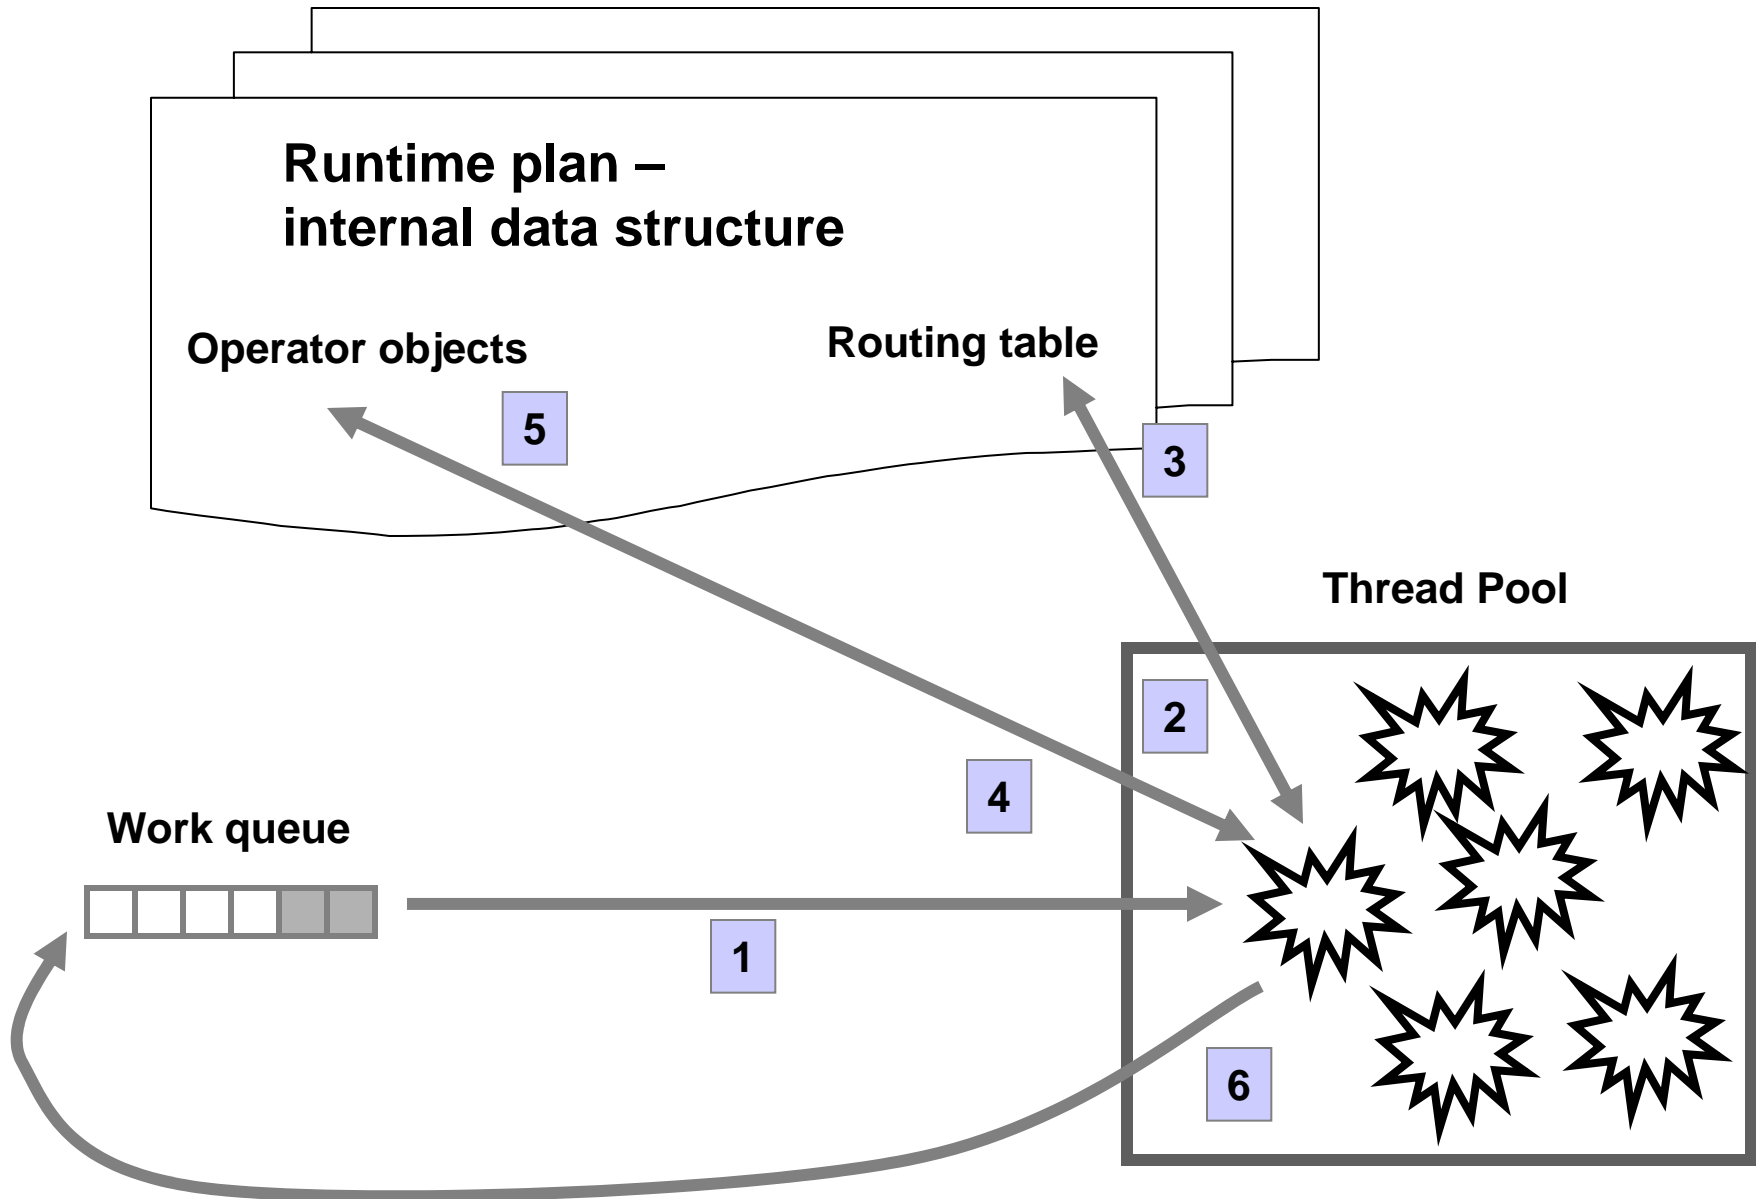 Runtime plan –
internal data structure
Operator objects
Routing table
5
3
Thread Pool
2
4
Work queue
1
6